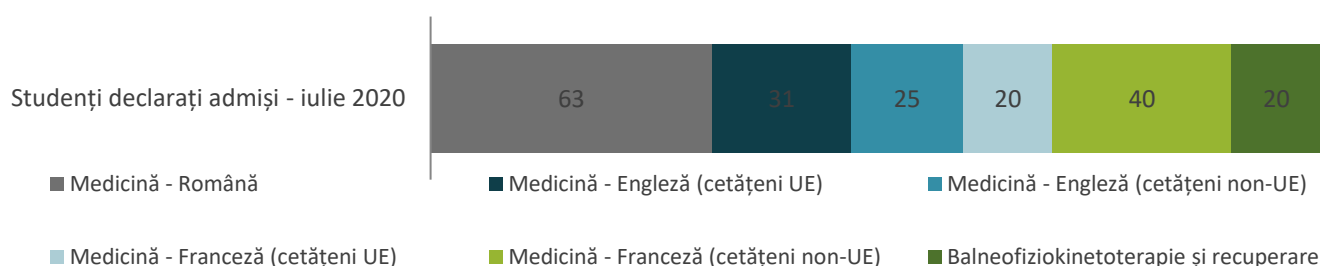 Studenți declarați admiși - iulie 2020 63 31 25 20 40 20
Medicină - Română Medicină - Engleză (cetățeni UE) Medicină - Engleză (cetățeni non-UE)
Medicină - Franceză (cetățeni UE) Medicină - Franceză (cetățeni non-UE) Balneofiziokinetoterapie și recuperare